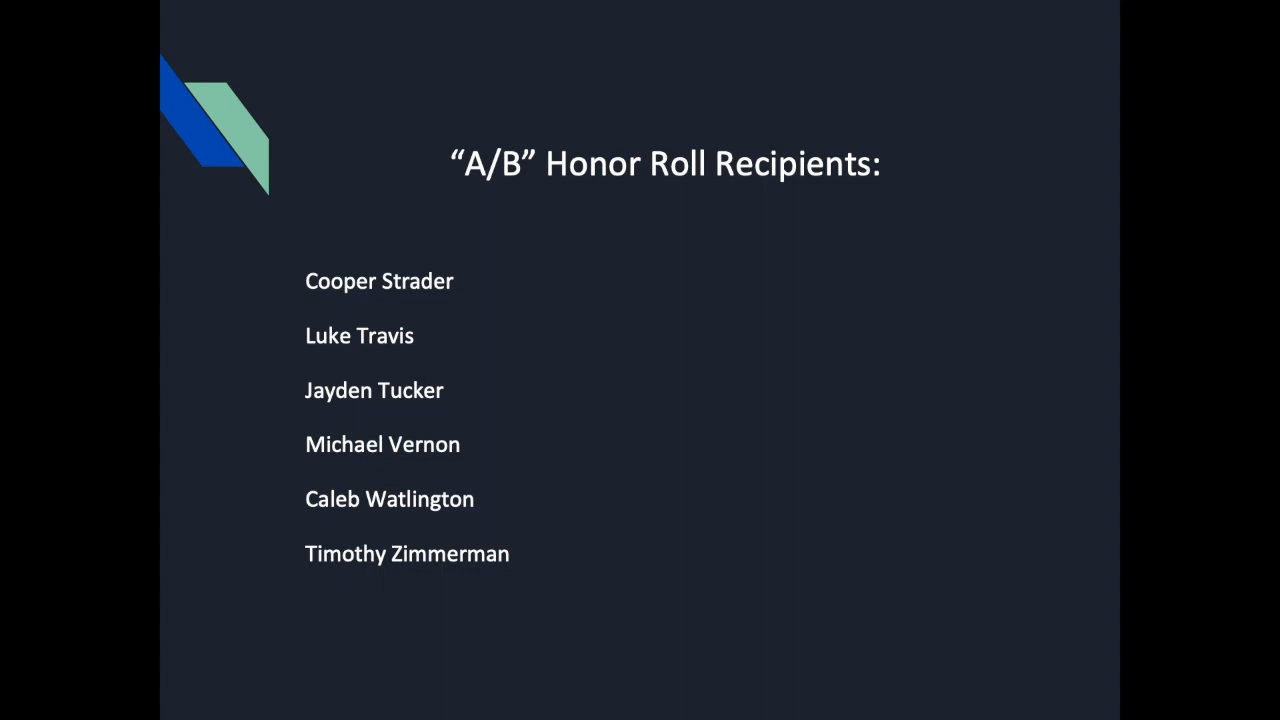 “A/B” Honor Roll Recipients:
Cooper Strader
Luke Travis
Jayden Tucker
Michael Vernon
Caleb Watlington
Timothy Zimmerman